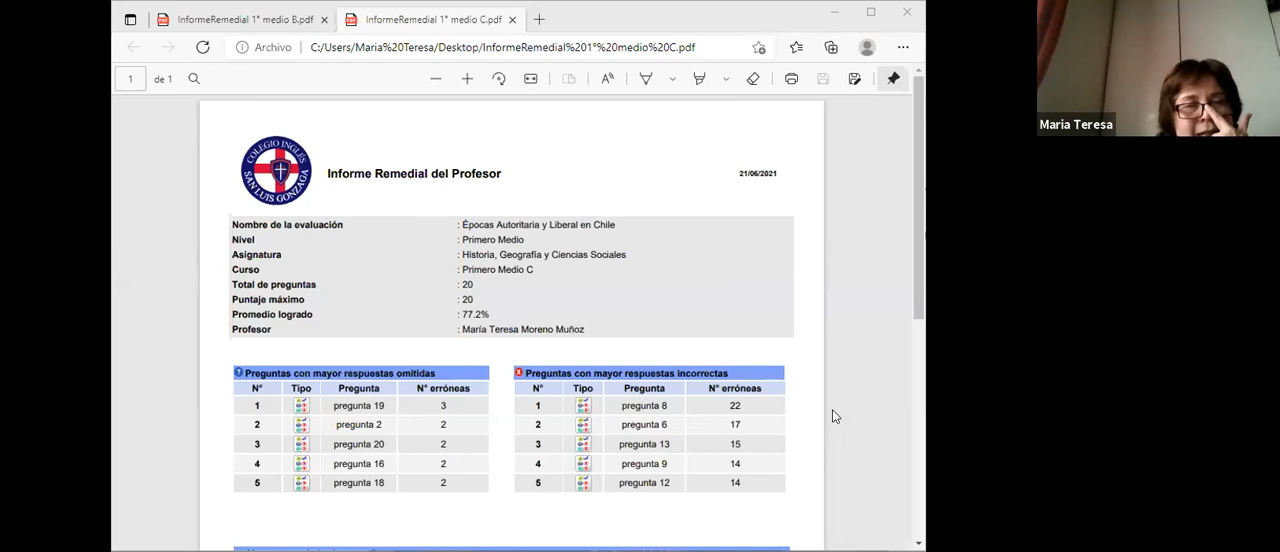 InformeRemedial 1° medio B.pdf
InformeRemedial 1° medio C.pdf
Archivo C:/Users/Maria%20Teresa/Desktop/InformeRemedial%201°%20medio%20C.pdf
1 de 1
COLEGIO INGLÉS
SAN LUIS GONZAGA
Informe Remedial del Profesor
21/06/2021
Nombre de la evaluación : Épocas Autoritaria y Liberal en Chile
Nivel : Primero Medio
Asignatura : Historia, Geografía y Ciencias Sociales
Curso : Primero Medio C
Total de preguntas : 20
Puntaje máximo : 20
Promedio logrado : 77.2%
Profesor : María Teresa Moreno Muñoz
Preguntas con mayor respuestas omitidas
N° Tipo Pregunta N° erróneas
1 pregunta 19 3
2 pregunta 2 2
3 pregunta 20 2
4 pregunta 16 2
5 pregunta 18 2
Preguntas con mayor respuestas incorrectas
N° Tipo Pregunta N° erróneas
1 pregunta 8 22
2 pregunta 6 17
3 pregunta 13 15
4 pregunta 9 14
5 pregunta 12 14
Maria Teresa